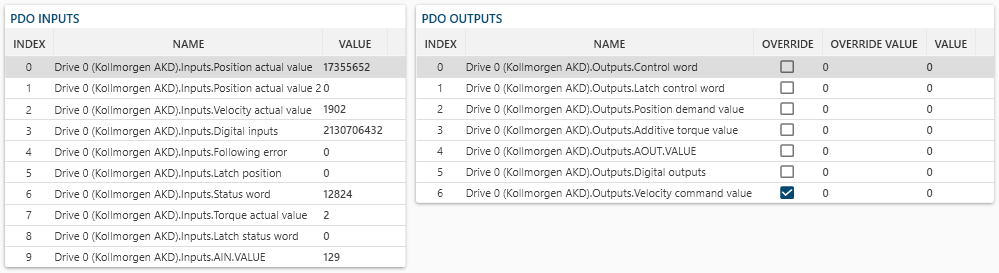 PDO INPUTS
INDEX NAME VALUE
0 Drive 0 (Kollmorgen AKD).Inputs.Position actual value 17355652
1 Drive 0 (Kollmorgen AKD).Inputs.Position actual value 2 0
2 Drive 0 (Kollmorgen AKD).Inputs.Velocity actual value 1902
3 Drive 0 (Kollmorgen AKD).Inputs.Digital inputs 2130706432
4 Drive 0 (Kollmorgen AKD).Inputs.Following error 0
5 Drive 0 (Kollmorgen AKD).Inputs.Latch position 0
6 Drive 0 (Kollmorgen AKD).Inputs.Status word 12824
7 Drive 0 (Kollmorgen AKD).Inputs.Torque actual value 2
8 Drive 0 (Kollmorgen AKD).Inputs.Latch status word 0
9 Drive 0 (Kollmorgen AKD).Inputs.AIN.VALUE 129
PDO OUTPUTS
INDEX NAME OVERRIDE OVERRIDE VALUE VALUE
0 Drive 0 (Kollmorgen AKD).Outputs.Control word 0 0
1 Drive 0 (Kollmorgen AKD).Outputs.Latch control word 0 0
2 Drive 0 (Kollmorgen AKD).Outputs.Position demand value 0 0
3 Drive 0 (Kollmorgen AKD).Outputs.Additive torque value 0 0
4 Drive 0 (Kollmorgen AKD).Outputs.AOUT.VALUE 0 0
5 Drive 0 (Kollmorgen AKD).Outputs.Digital outputs 0 0
6 Drive 0 (Kollmorgen AKD).Outputs.Velocity command value 0 0